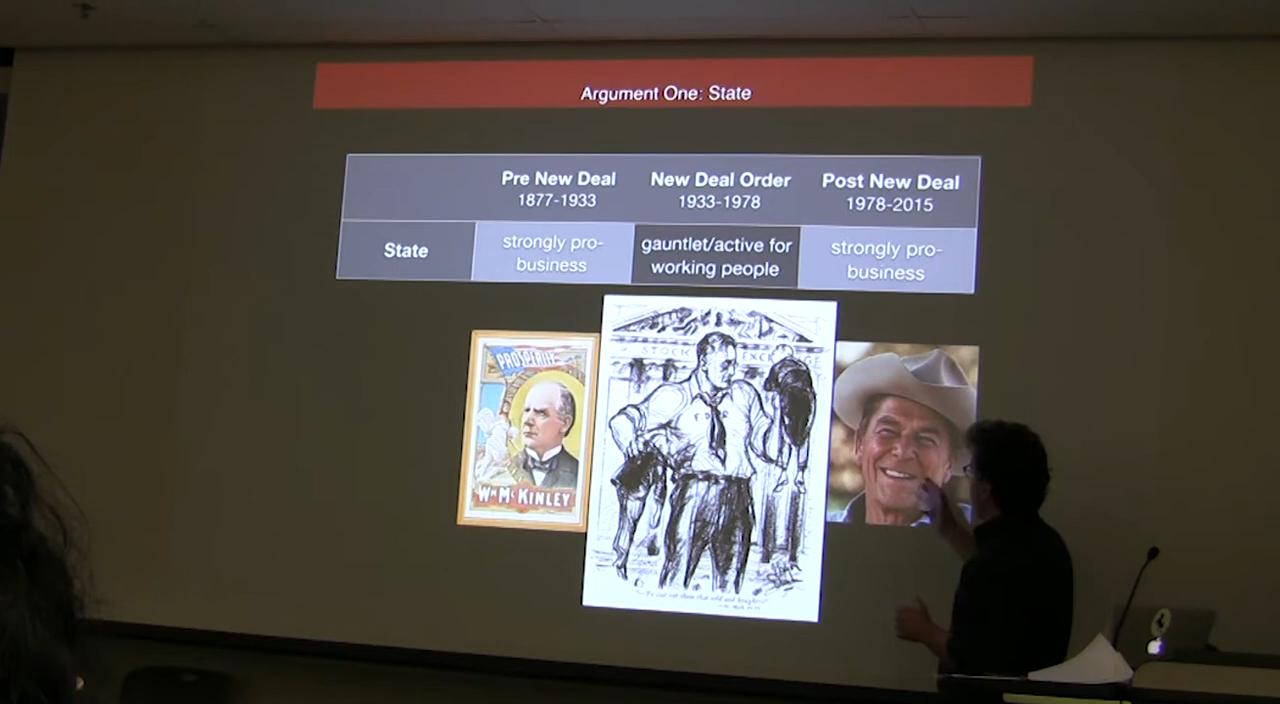 Argument One: State
Pre New Deal
1877-1933
New Deal Order
1933-1978
Post New Deal
1978-2015
State
strongly pro-
business
gauntlet/active for
working people
strongly pro-
business
PROSPERITY
WM MCKINLEY
STOCK EXCHANGE
FDR